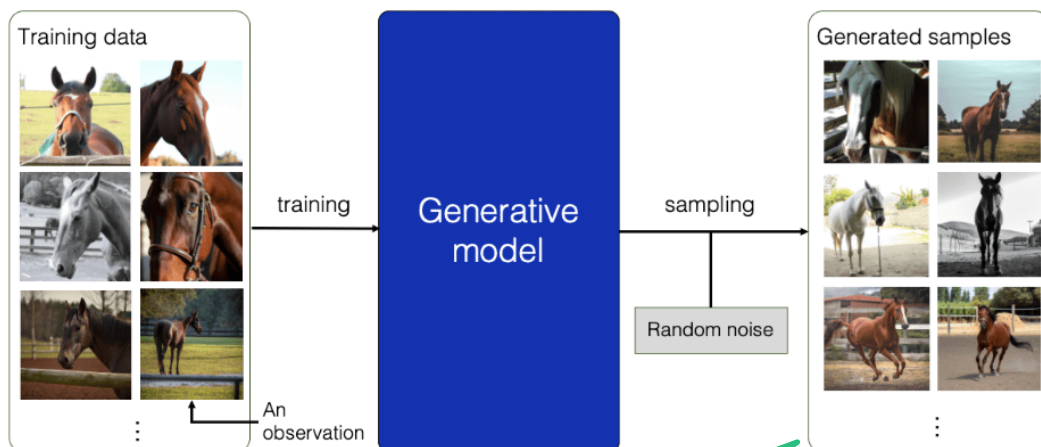 Training data
training
An
observation
Generative
model
sampling
Random noise
Generated samples